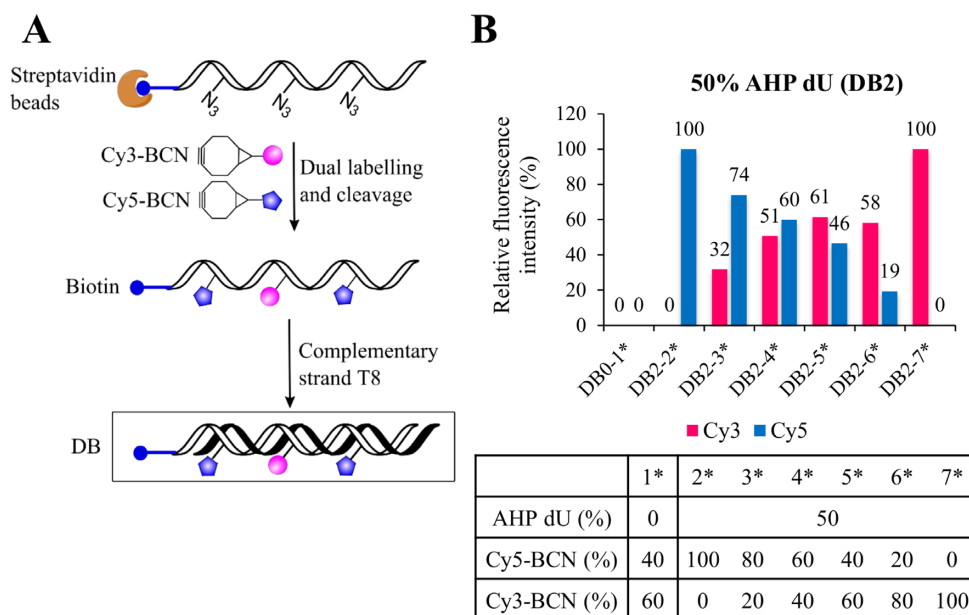 A
Streptavidin
beads
N3 N3 N3
Cy3-BCN
Cy5-BCN
Dual labelling
and cleavage
Biotin
Complementary
strand T8
DB
B
50% AHP dU (DB2)
Relative fluorescence
intensity (%)
120
100
80
60
40
20
0
0 0 0 100 32 74 51 60 61 46 58 19 100 0
DB0-1* DB2-2* DB2-3* DB2-4* DB2-5* DB2-6* DB2-7*
Cy3 Cy5
1* 2* 3* 4* 5* 6* 7*
AHP dU (%) 0 50
Cy5-BCN (%) 40 100 80 60 40 20 0
Cy3-BCN (%) 60 0 20 40 60 80 100